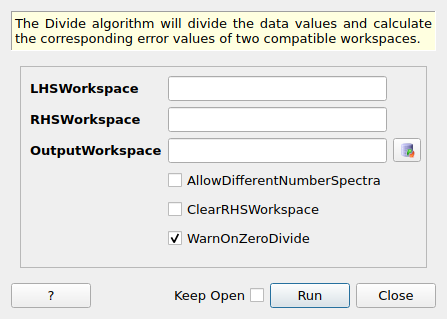 The Divide algorithm will divide the data values and calculate
the corresponding error values of two compatible workspaces.
LHSWorkspace
RHSWorkspace
OutputWorkspace
AllowDifferentNumberSpectra
ClearRHSWorkspace
WarnOnZeroDivide
? Keep Open Run Close